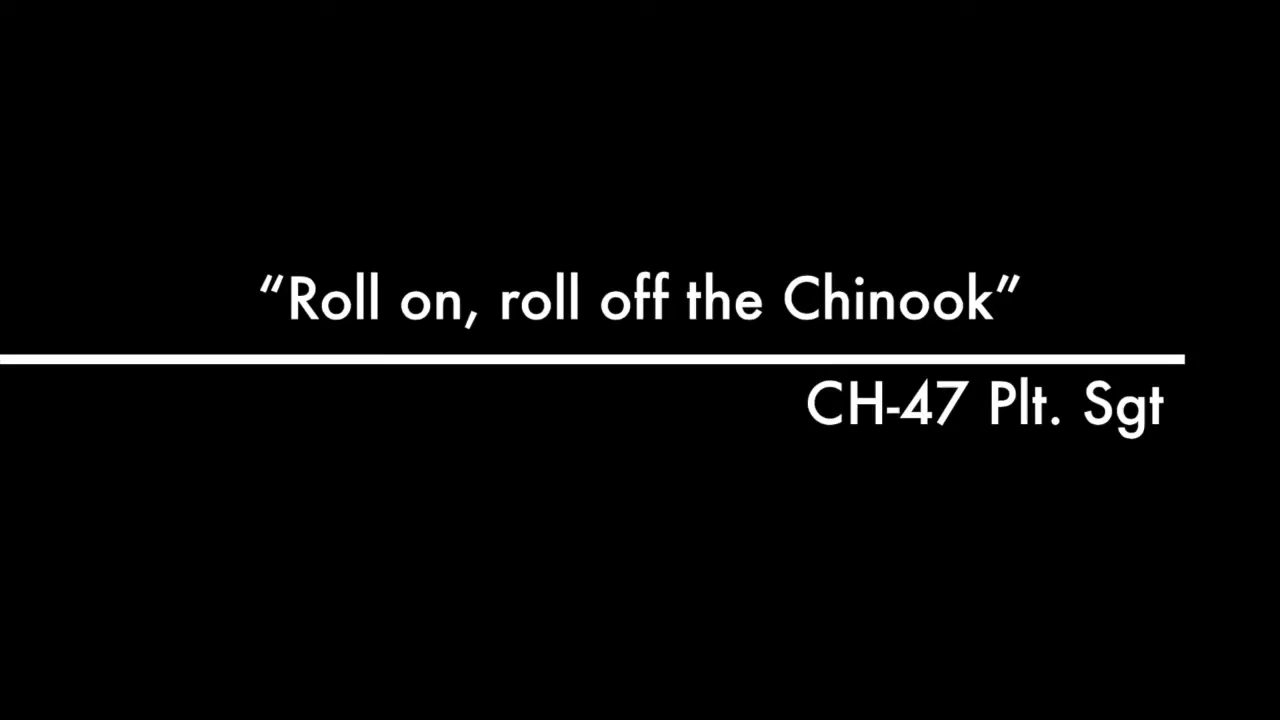 “Roll on, roll off the Chinook”
CH-47 Plt. Sgt